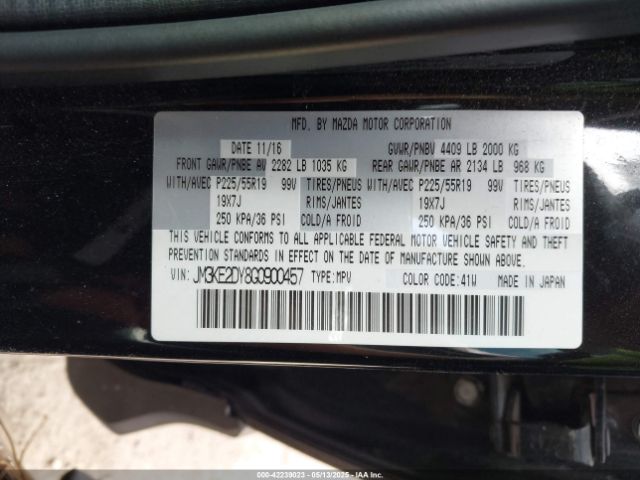 MFD. BY MAZDA MOTOR CORPORATION
DATE 11/16 GVWR/PNBV 4409 LB 2000 KG
FRONT GAWR/PNBE AV 2282 LB 1035 KG REAR GAWR/PNBE AR 2134 LB 968 KG
WITH/AVEC P225/55R19 99V TIRES/PNEUS WITH/AVEC P225/55R19 99V TIRES/PNEUS
19X7J RIMS/JANTES 19X7J RIMS/JANTES
250 KPA/36 PSI COLD/A FROID 250 KPA/36 PSI COLD/A FROID
THIS VEHICLE CONFORMS TO ALL APPLICABLE FEDERAL MOTOR VEHICLE SAFETY AND THEFT
PREVENTION STANDARDS IN EFFECT ON THE DATE OF MANUFACTURE SHOWN ABOVE.
VIN: JM3KE2DY8G0900457 TYPE: MPV COLOR CODE: 41W MADE IN JAPAN
000-42239023 05/13/2025 IAA, Inc.